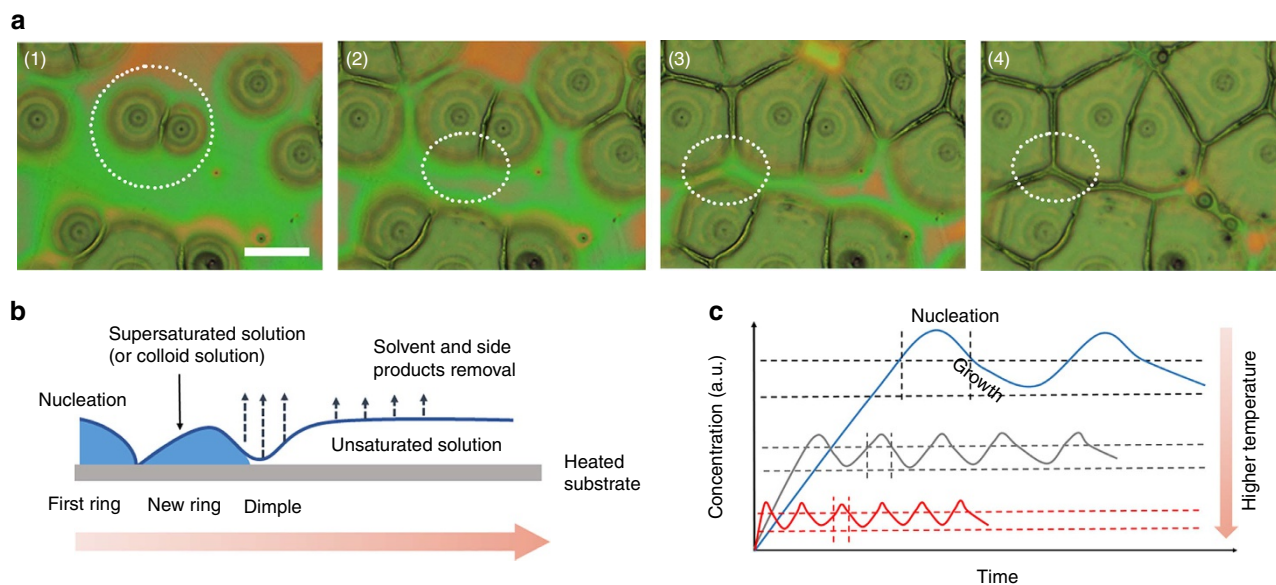 a
(1)
(2)
(3)
(4)
b
Supersaturated solution
(or colloid solution)
Solvent and side
products removal
Nucleation
Unsaturated solution
Heated
substrate
First ring
New ring
Dimple
c
Nucleation
Growth
Concentration (a.u.)
Higher temperature
Time